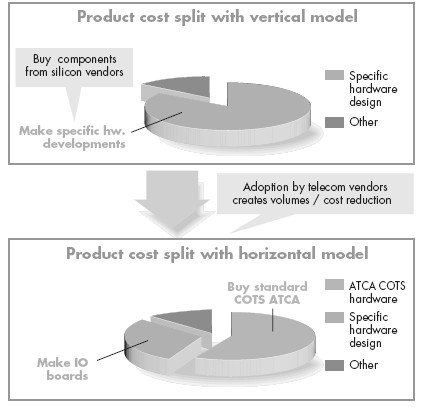 Product cost split with vertical model
Buy components
from silicon vendors
Make specific hw.
developments
Specific
hardware
design
Other
Adoption by telecom vendors
creates volumes / cost reduction
Product cost split with horizontal model
Buy standard
COTS ATCA
Make IO
boards
ATCA COTS
hardware
Specific
hardware
design
Other